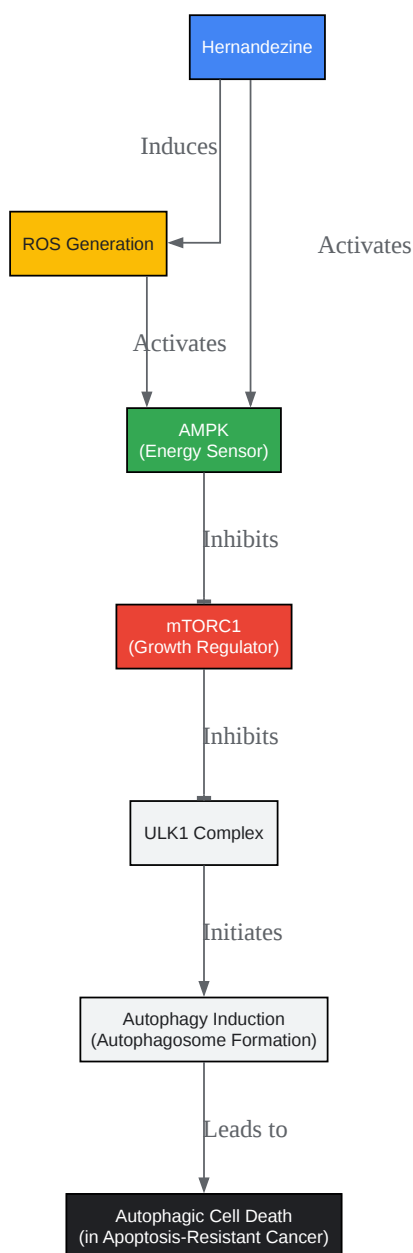 Hernandezine
Induces
ROS Generation
Activates
Activates
AMPK
(Energy Sensor)
Inhibits
mTORC1
(Growth Regulator)
Inhibits
ULK1 Complex
Initiates
Autophagy Induction
(Autophagosome Formation)
Leads to
Autophagic Cell Death
(in Apoptosis-Resistant Cancer)